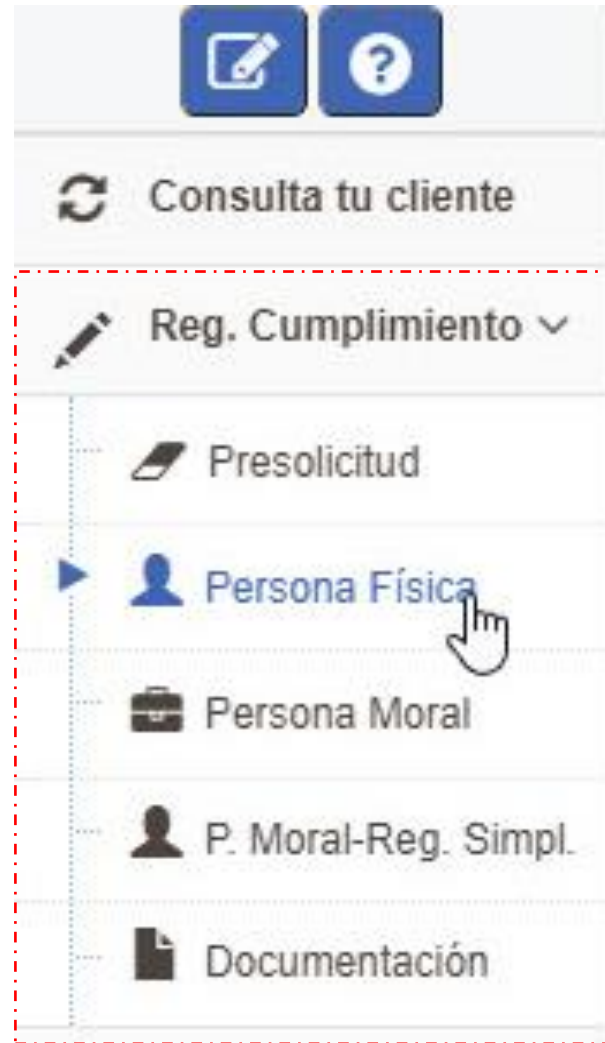 Consulta tu cliente
Reg. Cumplimiento
Presolicitud
Persona Física
Persona Moral
P. Moral-Reg. Simpl.
Documentación